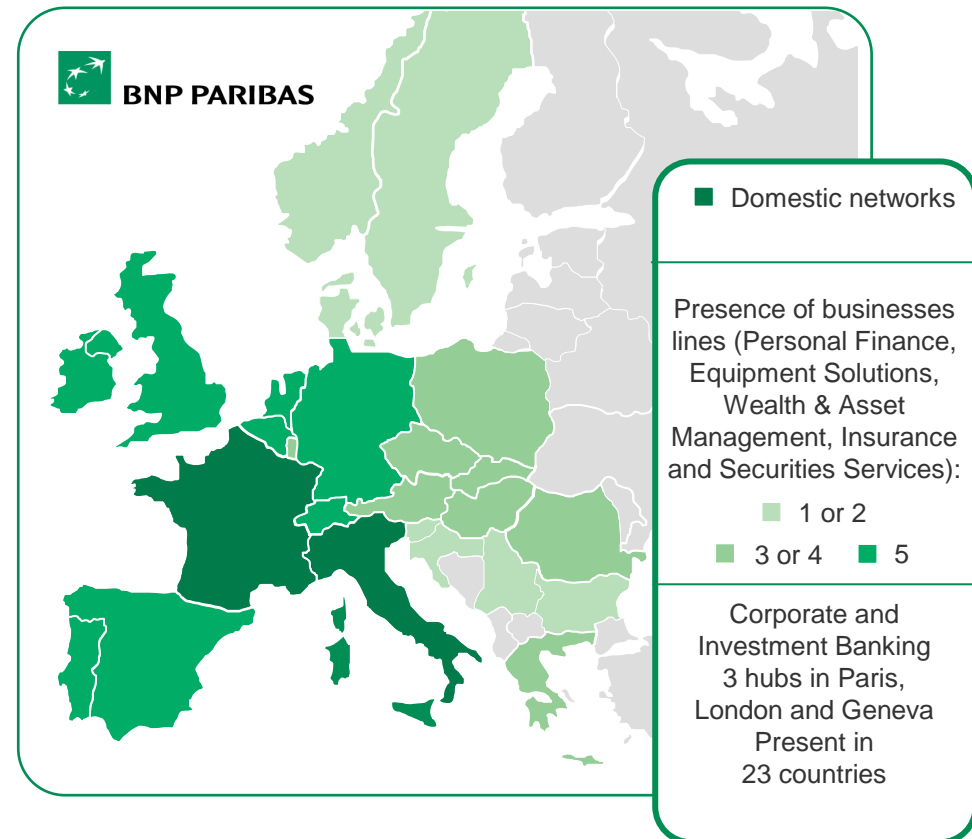 BNP PARIBAS
Domestic networks
Presence of businesses
lines (Personal Finance,
Equipment Solutions,
Wealth & Asset
Management, Insurance
and Securities Services):
1 or 2
3 or 4 5
Corporate and
Investment Banking
3 hubs in Paris,
London and Geneva
Present in
23 countries